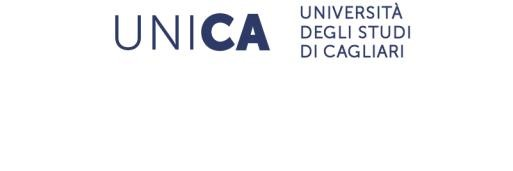 UNICA
UNIVERSITÀ
DEGLI STUDI
DI CAGLIARI